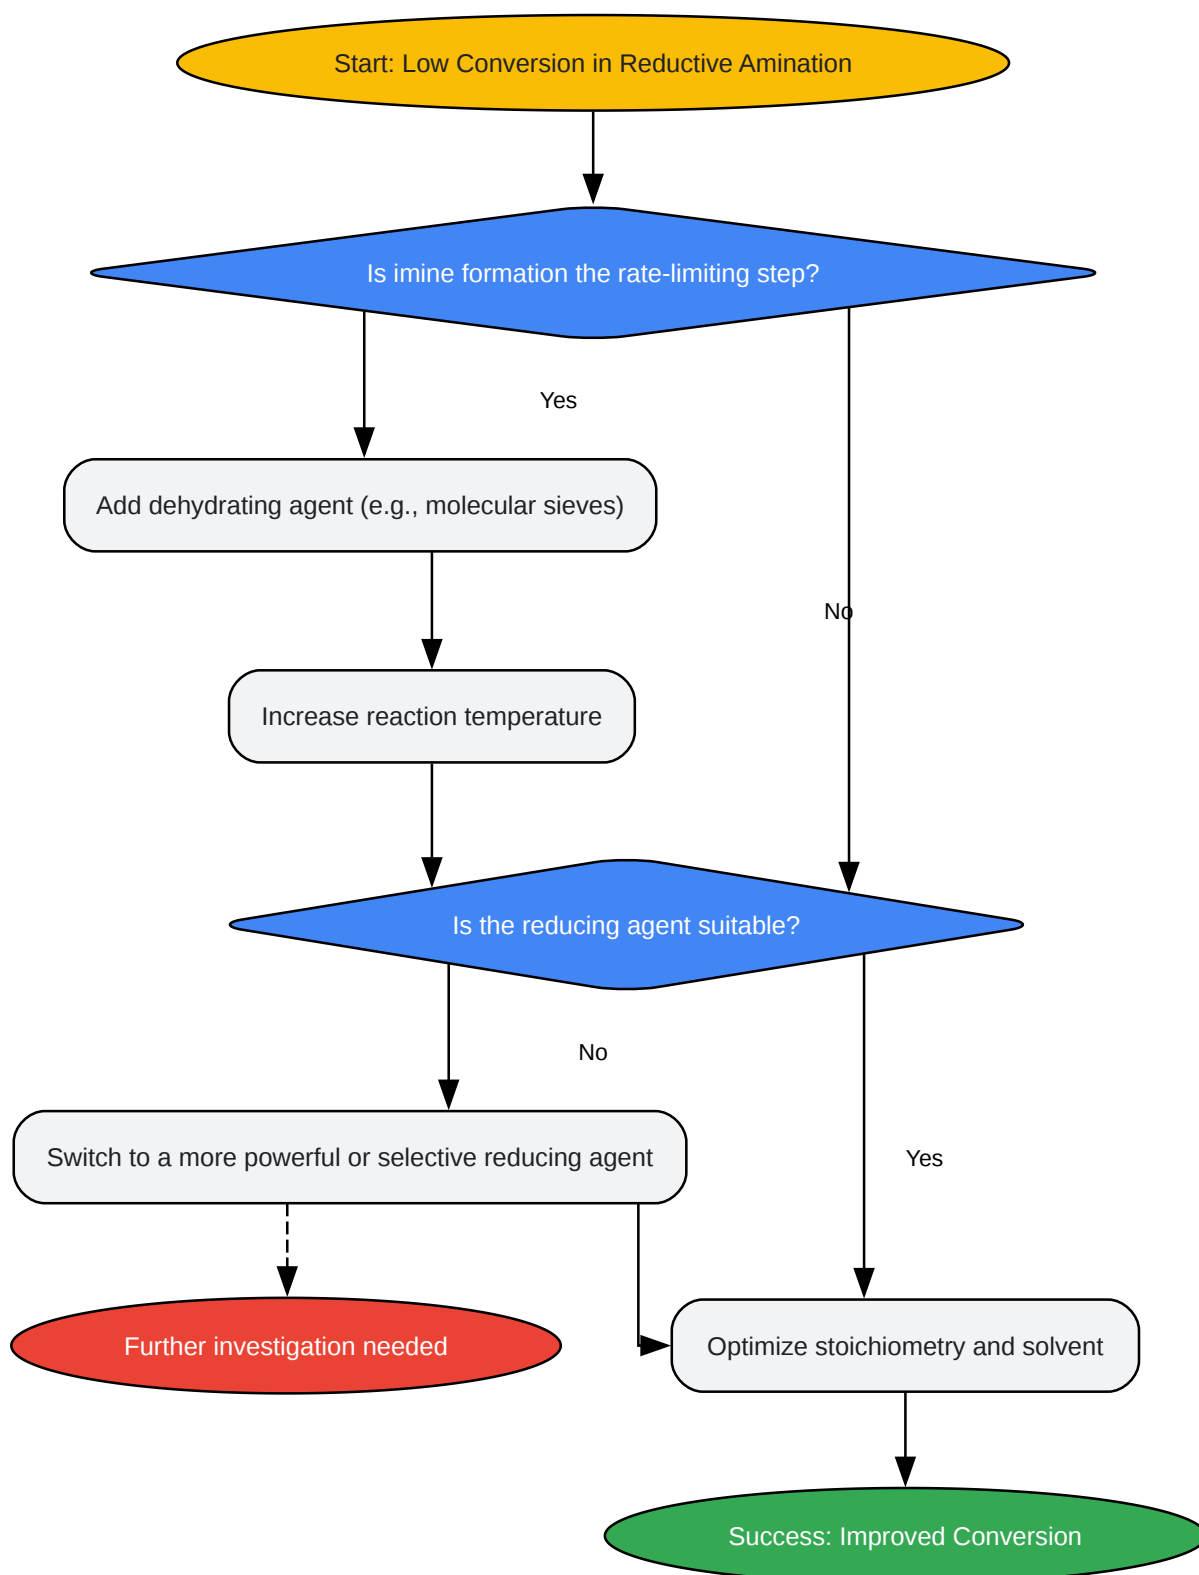 Start: Low Conversion in Reductive Amination
Is imine formation the rate-limiting step?
Yes
Add dehydrating agent (e.g., molecular sieves)
No
Increase reaction temperature
Is the reducing agent suitable?
No
Switch to a more powerful or selective reducing agent
Yes
Further investigation needed
Optimize stoichiometry and solvent
Success: Improved Conversion